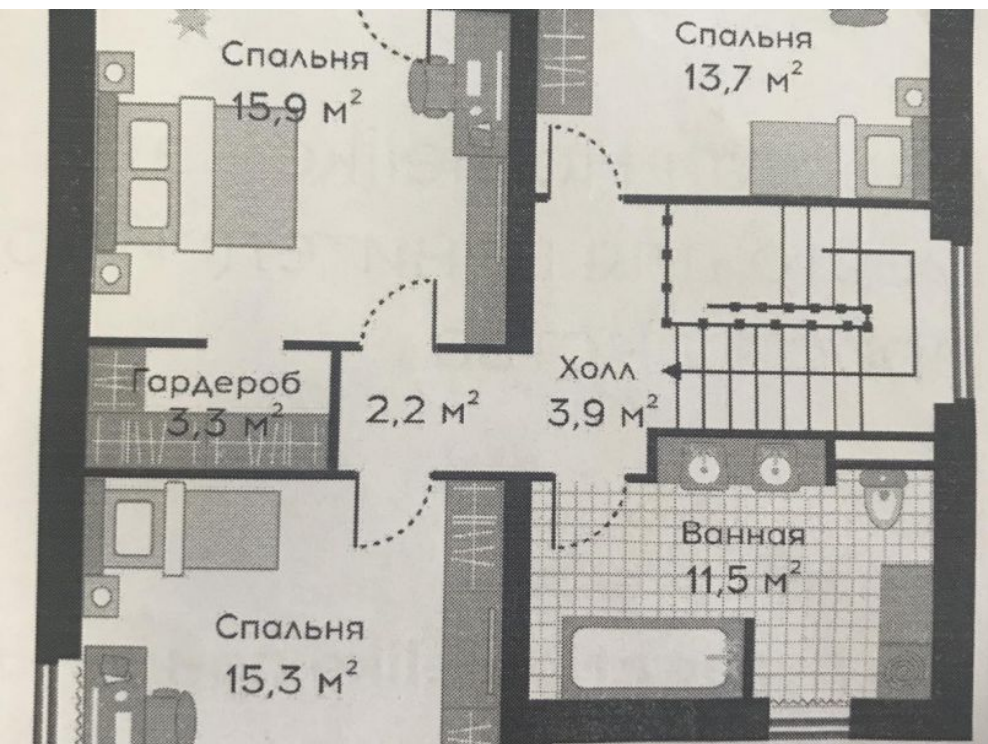 Спальня
15,9 м²
Спальня
13,7 м²
Гардероб
3,3 м²
2,2 м²
Холл
3,9 м²
Ванная
11,5 м²
Спальня
15,3 м²